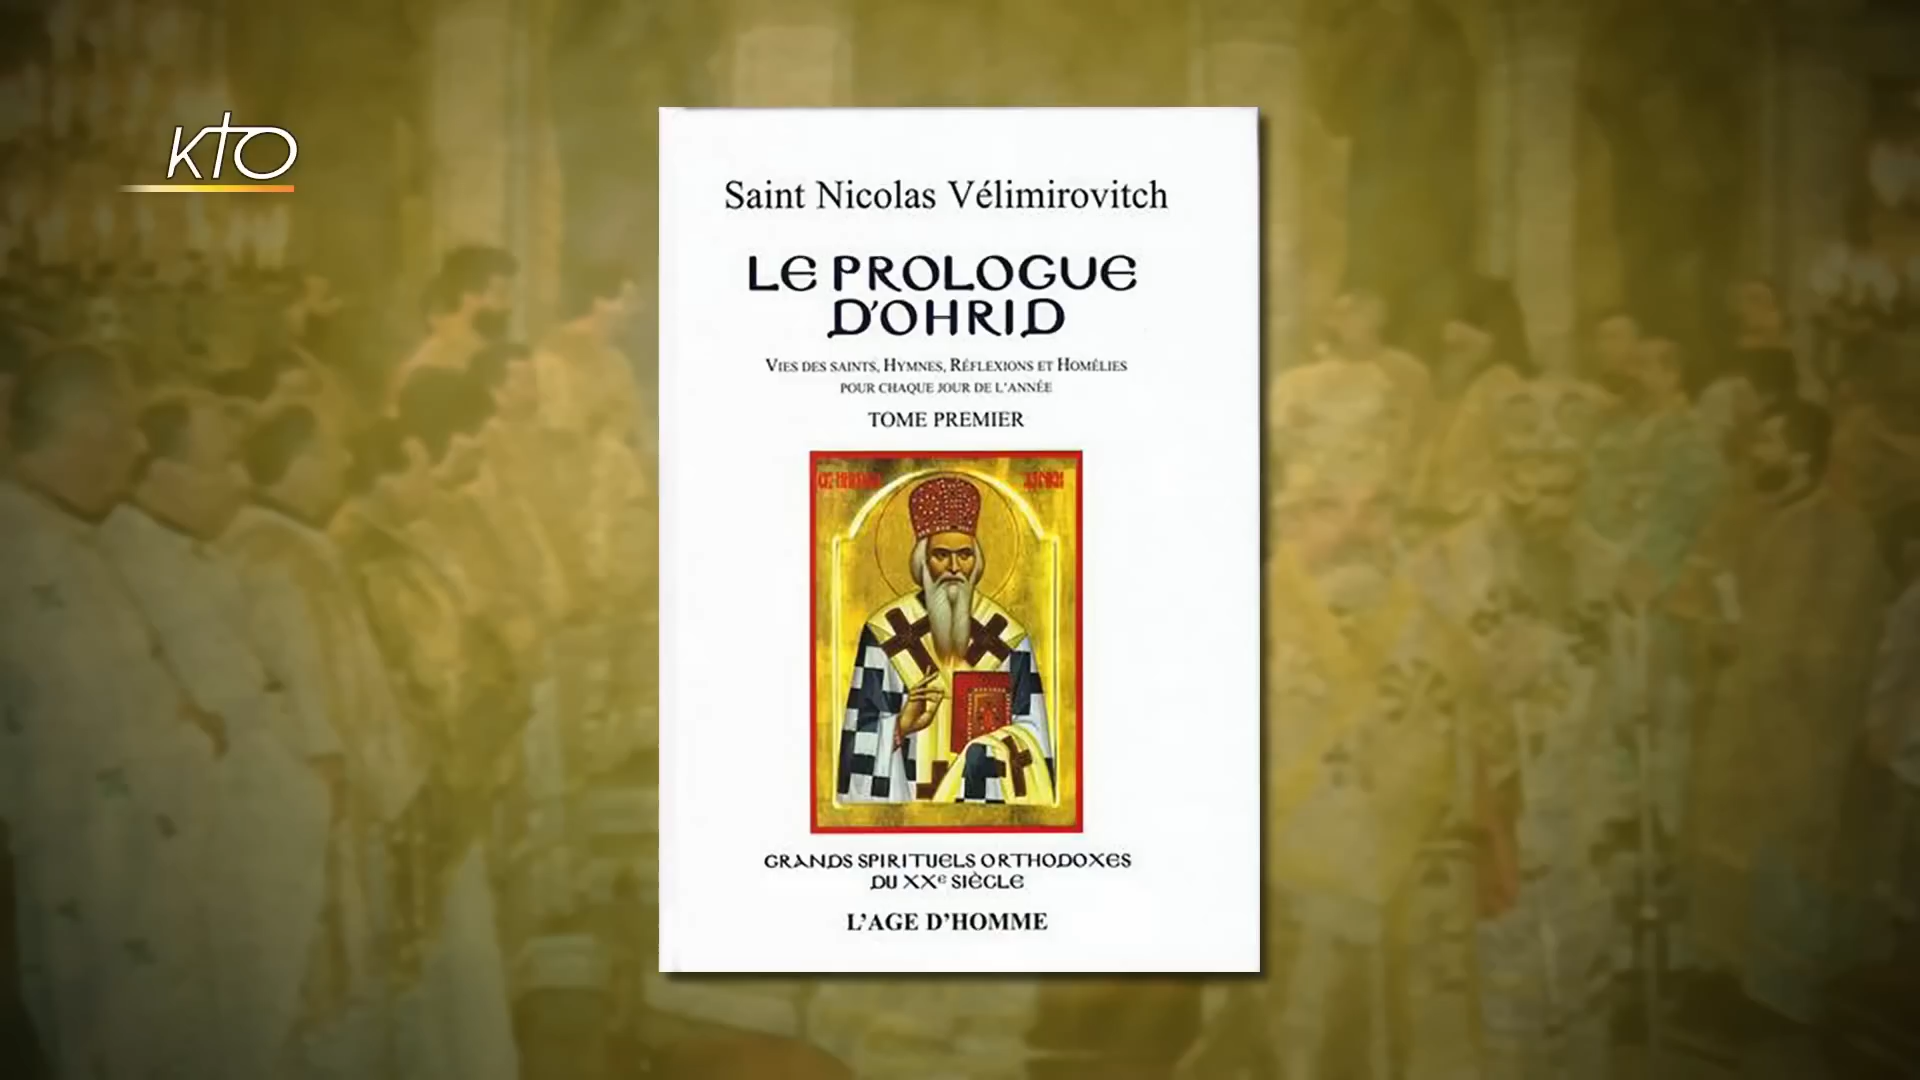 KTO
Saint Nicolas Vélimirovitch
LE PROLOGUE
D'OHRID
VIES DES SAINTS, HYMNES, RÉFLEXIONS ET HOMÉLIES
POUR CHAQUE JOUR DE L'ANNÉE
TOME PREMIER
GRANDS SPIRITUELS ORTHODOXES
DU XXe SIÈCLE
L'AGE D'HOMME